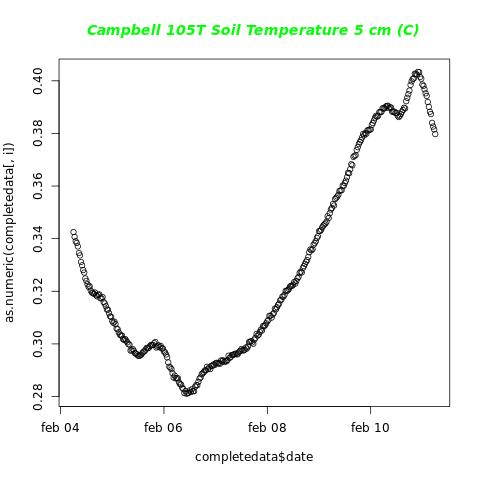 Campbell 105T Soil Temperature 5 cm (C)
as.numeric(completedata[, i])
0.40
0.38
0.36
0.34
0.32
0.30
0.28
feb 04 feb 06 feb 08 feb 10
completedata$date